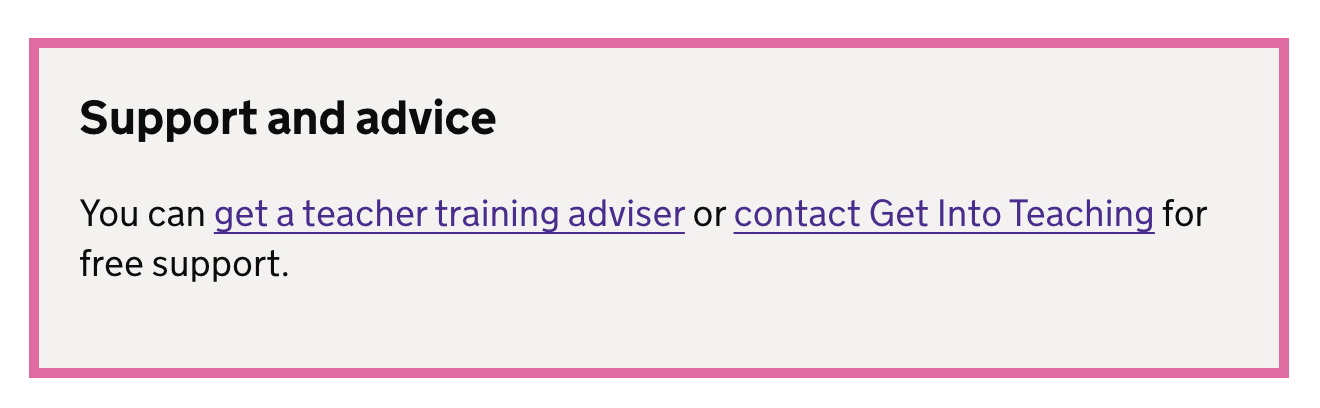 Support and advice
You can get a teacher training adviser or contact Get Into Teaching for
free support.